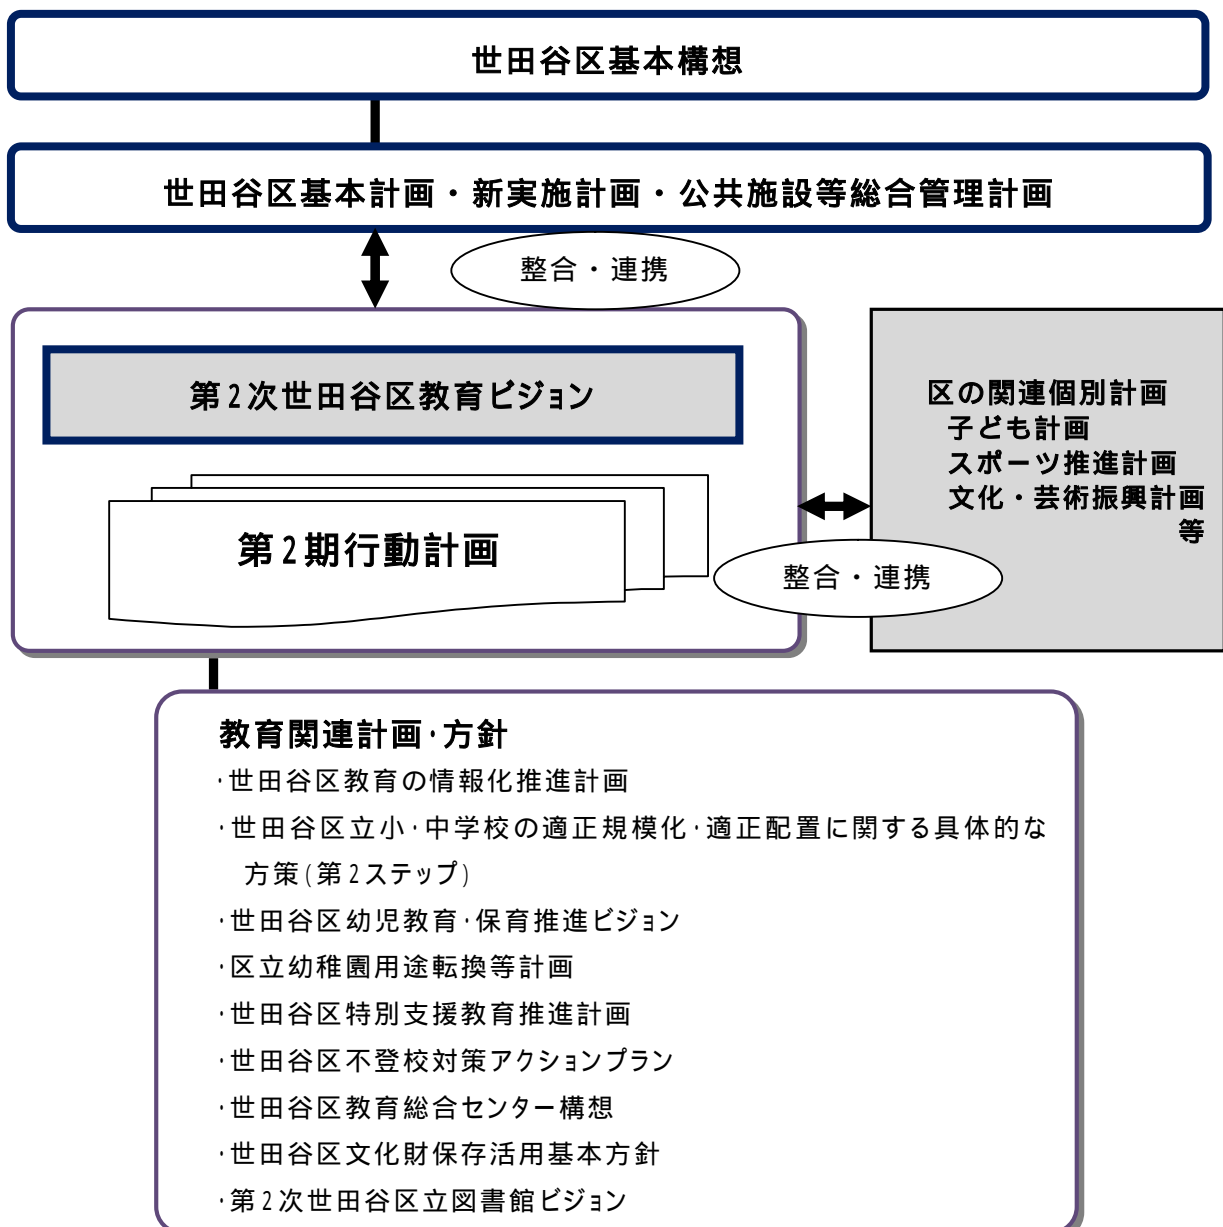 世田谷区基本構想
世田谷区基本計画・新実施計画・公共施設等総合管理計画
整合・連携
第2次世田谷区教育ビジョン
第2期行動計画
区の関連個別計画
子ども計画
スポーツ推進計画
文化・芸術振興計画
等
整合・連携
教育関連計画・方針
・世田谷区教育の情報化推進計画
・世田谷区立小・中学校の適正規模化・適正配置に関する具体的な
方策(第2ステップ)
・世田谷区幼児教育・保育推進ビジョン
・区立幼稚園用途転換等計画
・世田谷区特別支援教育推進計画
・世田谷区不登校対策アクションプラン
・世田谷区教育総合センター構想
・世田谷区文化財保存活用基本方針
・第2次世田谷区立図書館ビジョン